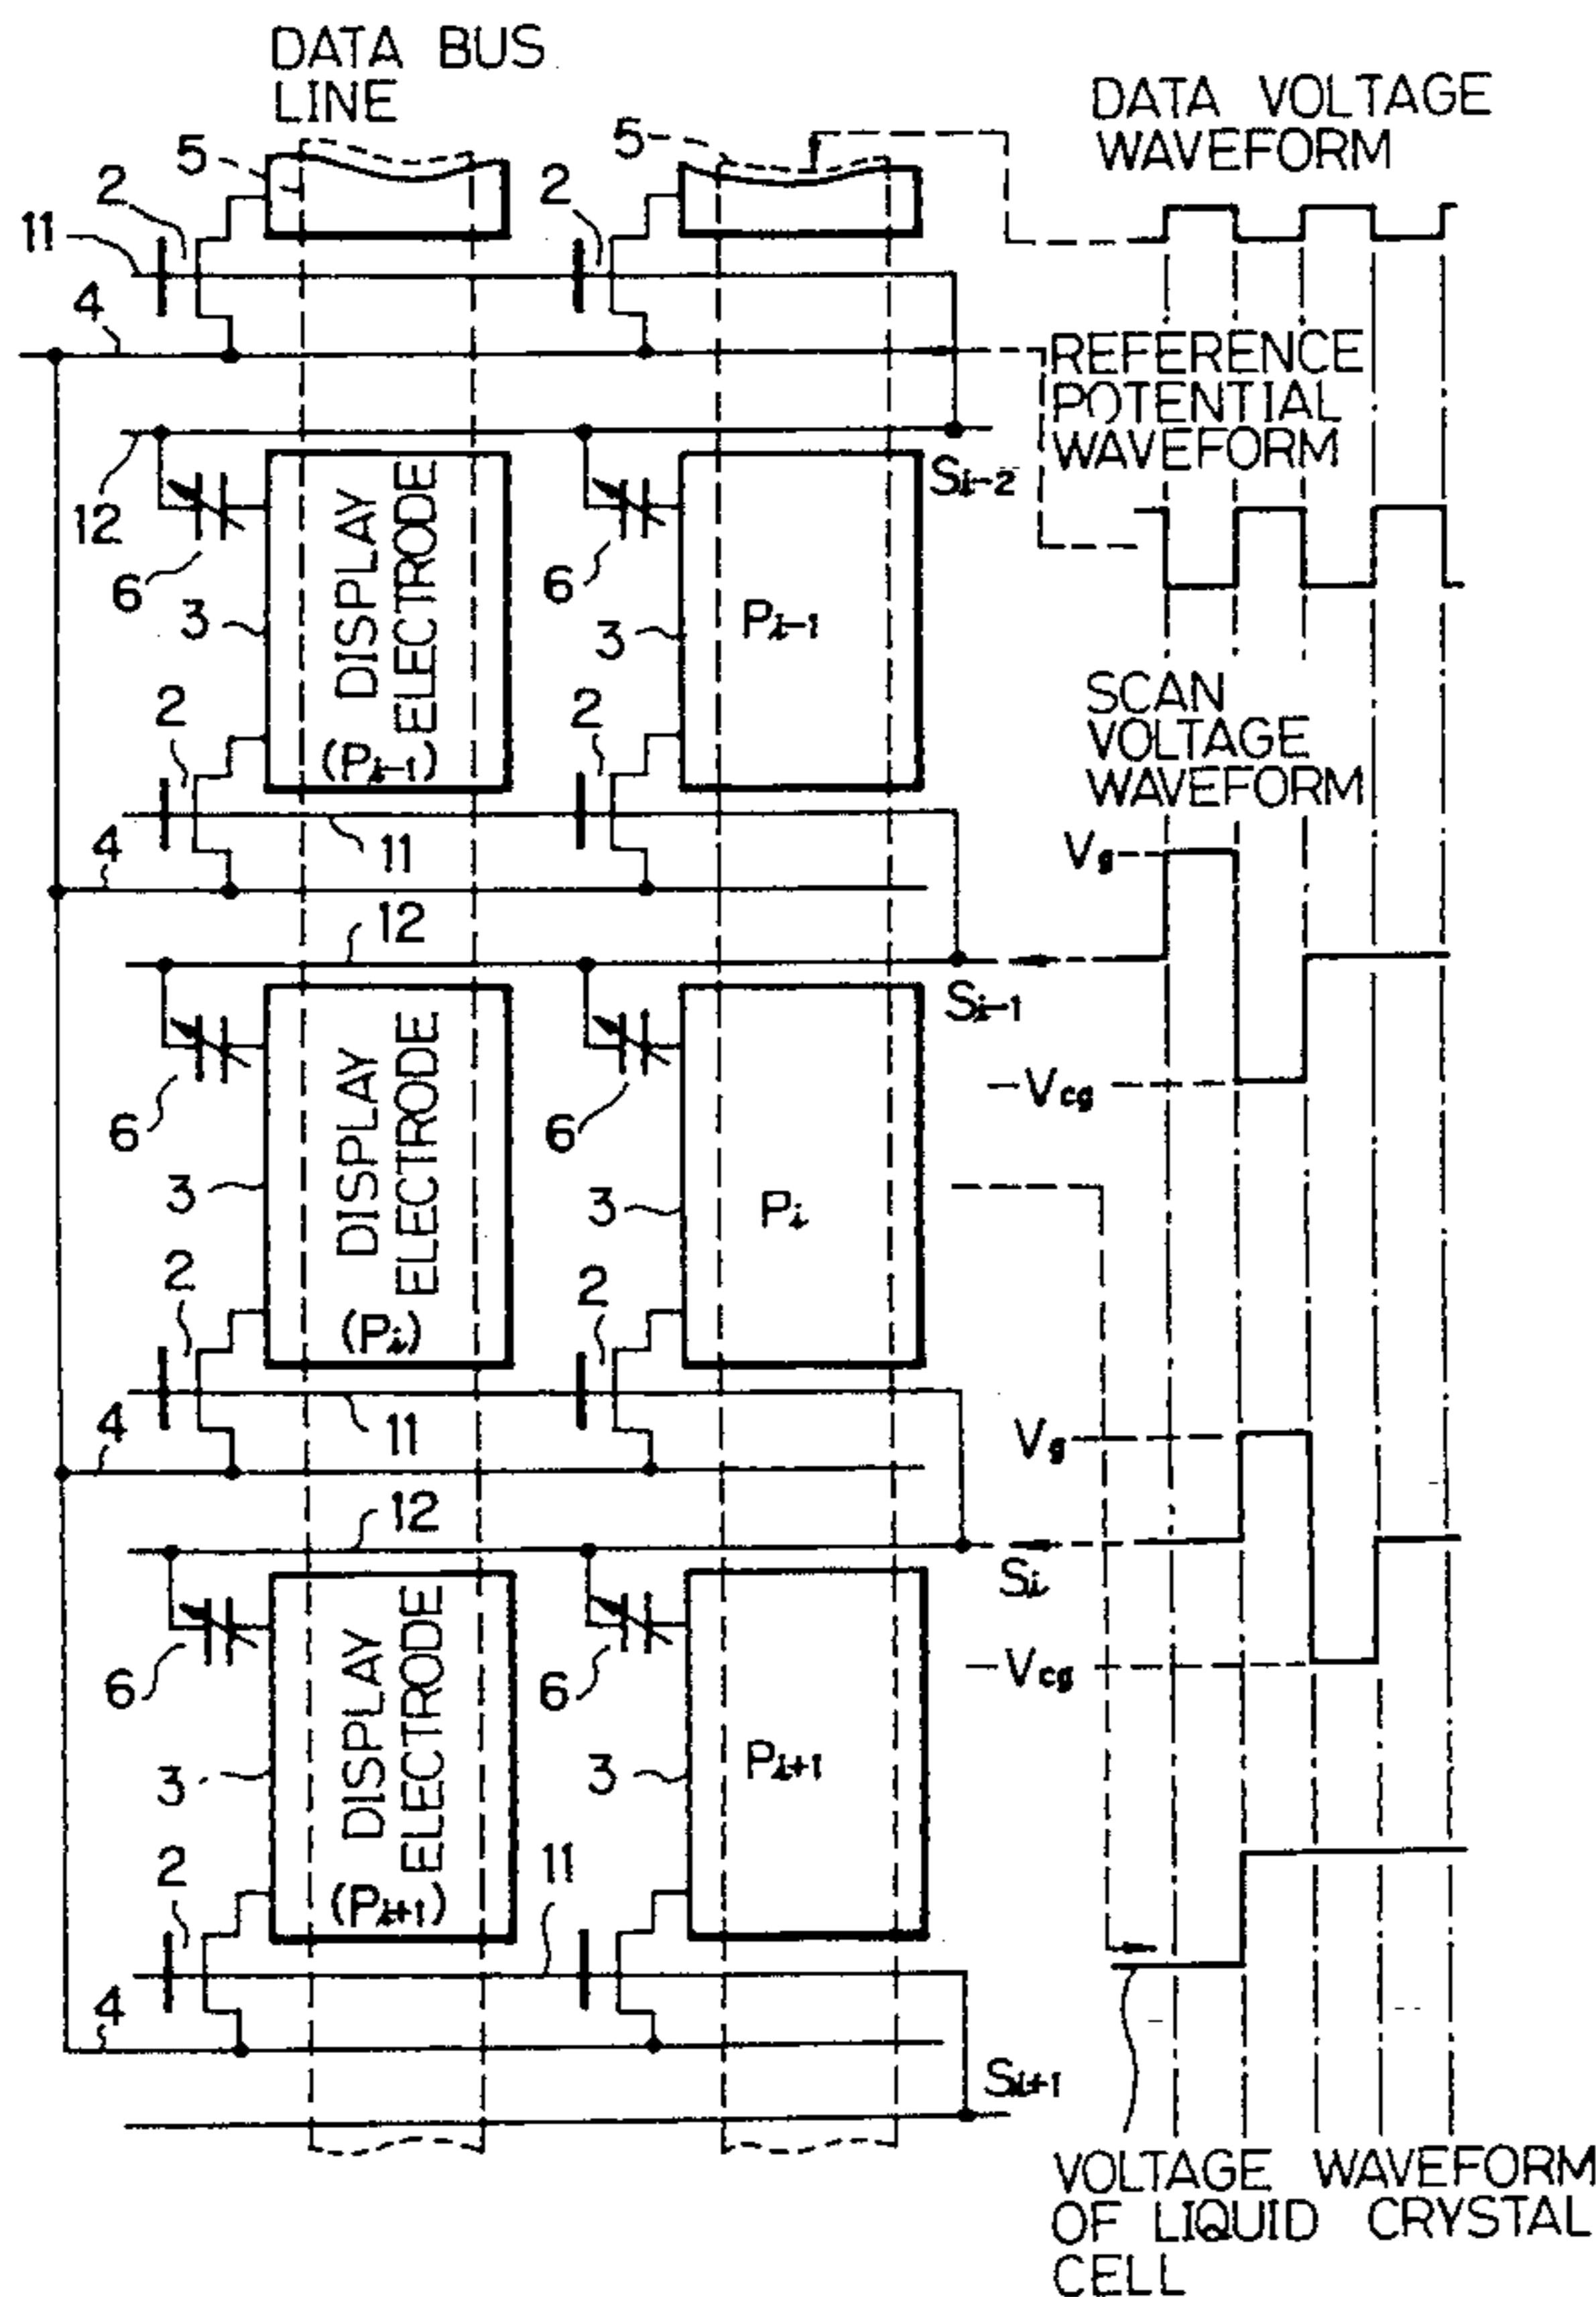 DATA BUS
LINE
DATA VOLTAGE
WAVEFORM
5
5
2
2
11
4
REFERENCE
POTENTIAL
WAVEFORM
12
Si-2
6
6
DISPLAY
ELECTRODE
(Pi-1)
3
3
Pi-1
SCAN
VOLTAGE
WAVEFORM
2
2
11
4
Vg
12
Si-1
-Vcg
6
6
DISPLAY
ELECTRODE
(Pi)
3
3
Pi
2
2
11
4
Vg
12
Si
-Vcg
6
6
DISPLAY
ELECTRODE
(Pi+1)
3
3
Pi+1
2
11
4
Si+1
VOLTAGE WAVEFORM
OF LIQUID CRYSTAL
CELL